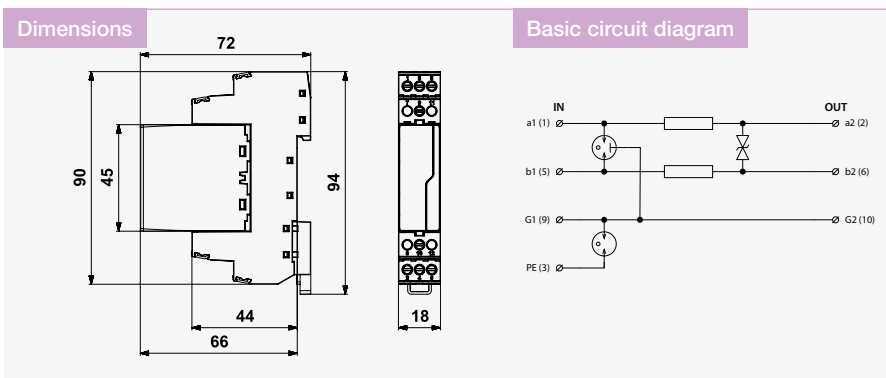 Dimensions
72
90
45
94
44
66
18
Basic circuit diagram
IN
OUT
a1 (1)
a2 (2)
b1 (5)
b2 (6)
G1 (9)
G2 (10)
PE (3)